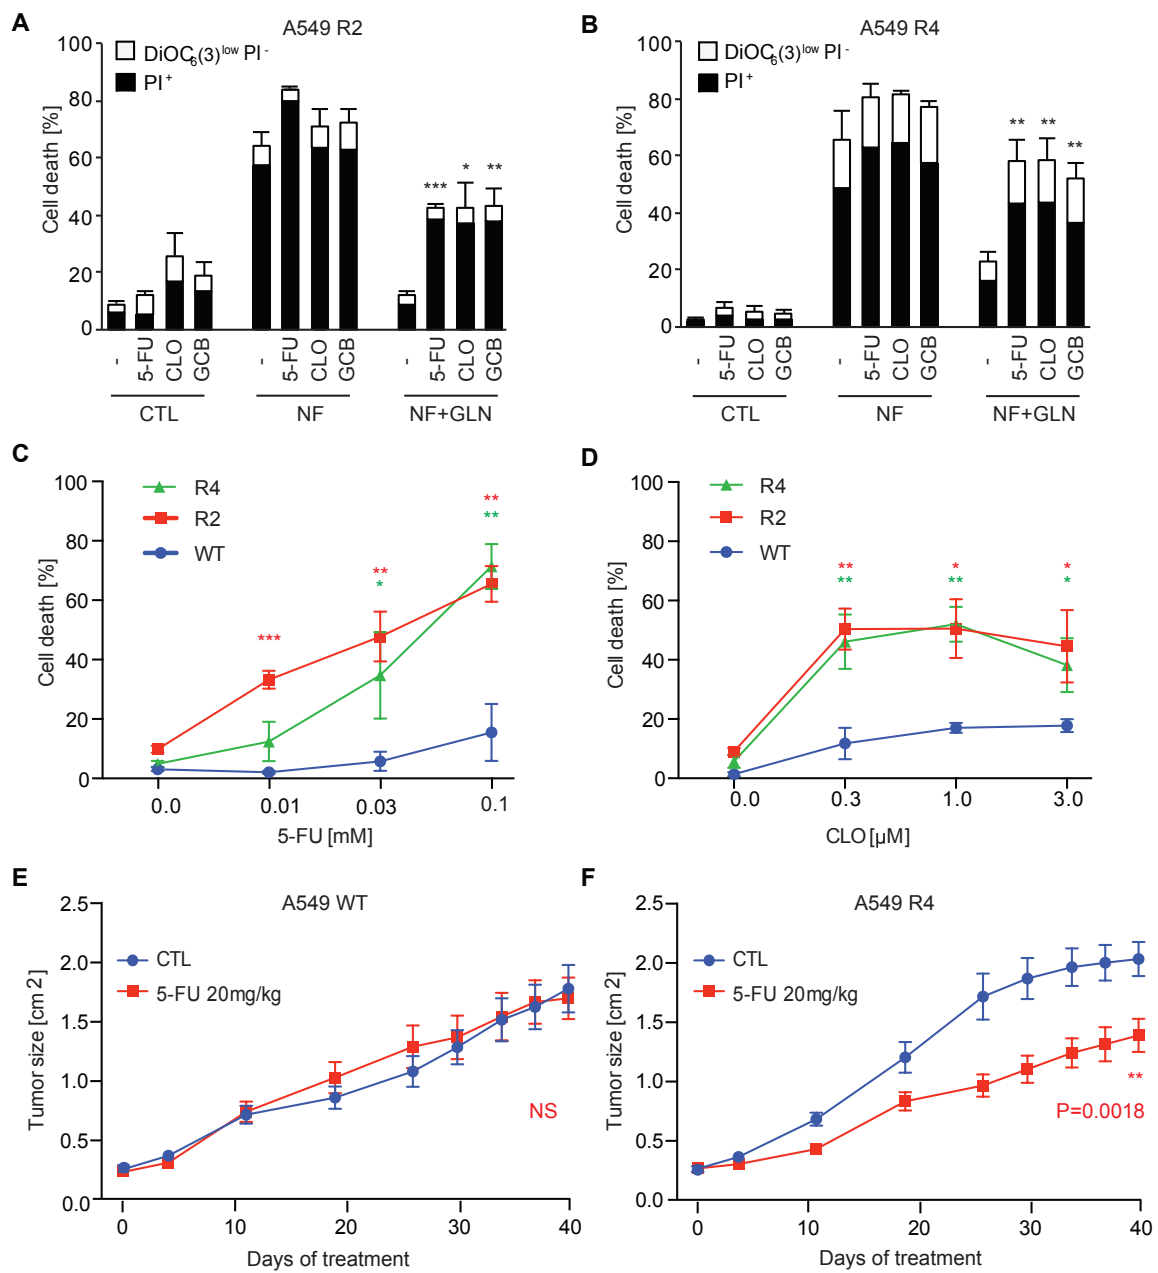 A
A549 R2
DiOC6(3)low PI-
PI+
Cell death [%]
100
80
60
40
20
0
***
*
**
- 5-FU CLO GCB
- 5-FU CLO GCB
- 5-FU CLO GCB
CTL NF NF+GLN
B
A549 R4
DiOC6(3)low PI-
PI+
Cell death [%]
100
80
60
40
20
0
**
**
**
- 5-FU CLO GCB
- 5-FU CLO GCB
- 5-FU CLO GCB
CTL NF NF+GLN
C
R4
R2
WT
Cell death [%]
100
80
60
40
20
0
***
**
*
**
**
0.0 0.01 0.03 0.1
5-FU [mM]
D
R4
R2
WT
Cell death [%]
100
80
60
40
20
0
**
**
*
**
*
*
0.0 0.3 1.0 3.0
CLO [µM]
E
A549 WT
CTL
5-FU 20mg/kg
Tumor size [cm2]
2.5
2.0
1.5
1.0
0.5
0.0
NS
0 10 20 30 40
Days of treatment
F
A549 R4
CTL
5-FU 20mg/kg
Tumor size [cm2]
2.5
2.0
1.5
1.0
0.5
0.0
**
P=0.0018
0 10 20 30 40
Days of treatment